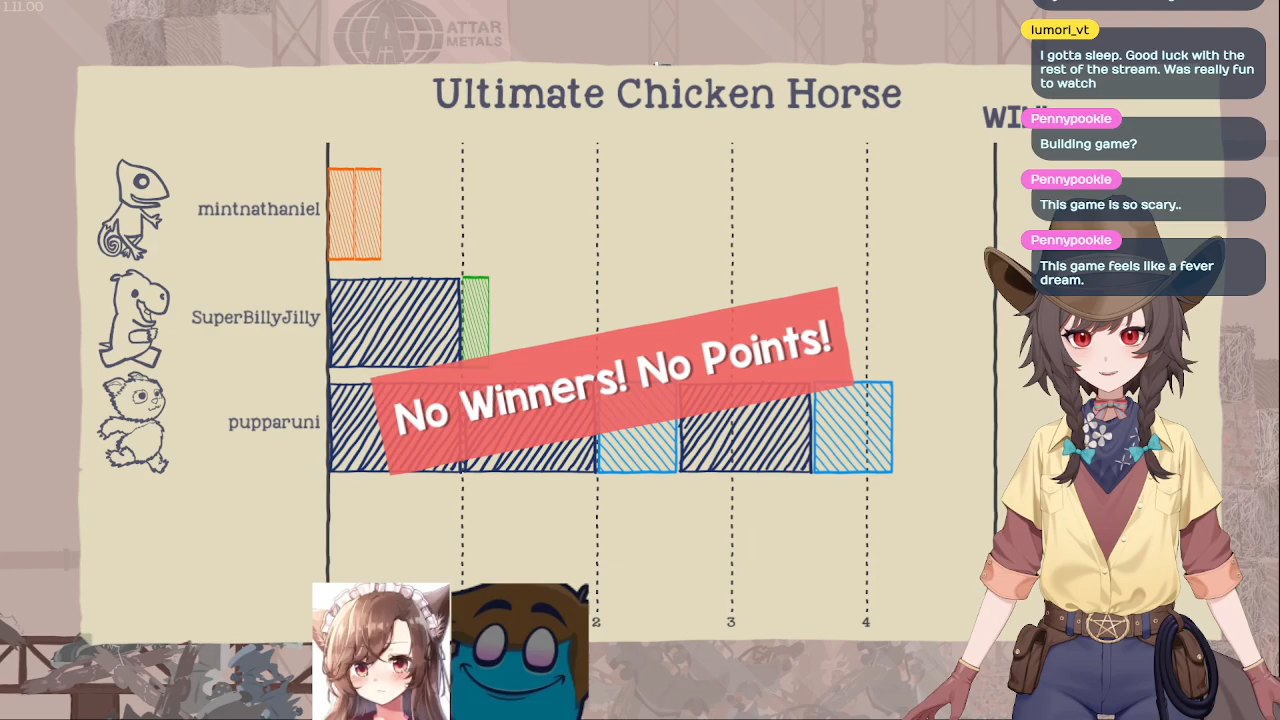 1.11.00
ATTAR
METALS
Ultimate Chicken Horse
mintnathaniel
SuperBillyJilly
pupparuni
No Winners! No Points!
2
3
4
lumori_vt
I gotta sleep. Good luck with the
rest of the stream. Was really fun
to watch
Pennypookie
Building game?
Pennypookie
This game is so scary..
Pennypookie
This game feels like a fever
dream.